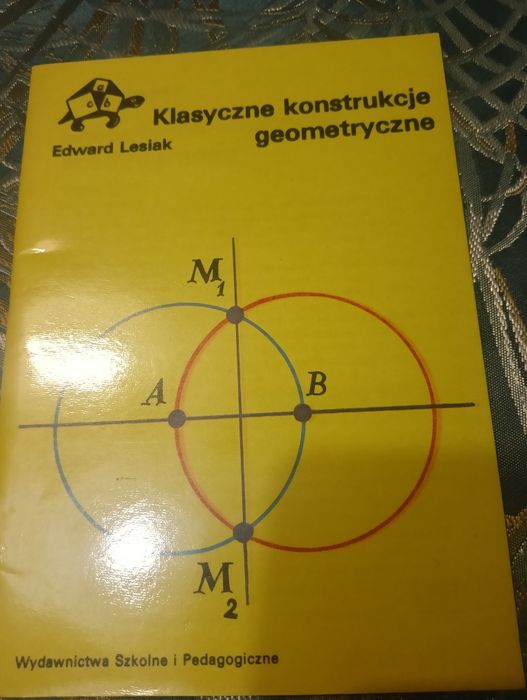 a
c b
Klasyczne konstrukcje
geometryczne
Edward Lesiak
M1
A
B
M2
Wydawnictwa Szkolne i Pedagogiczne